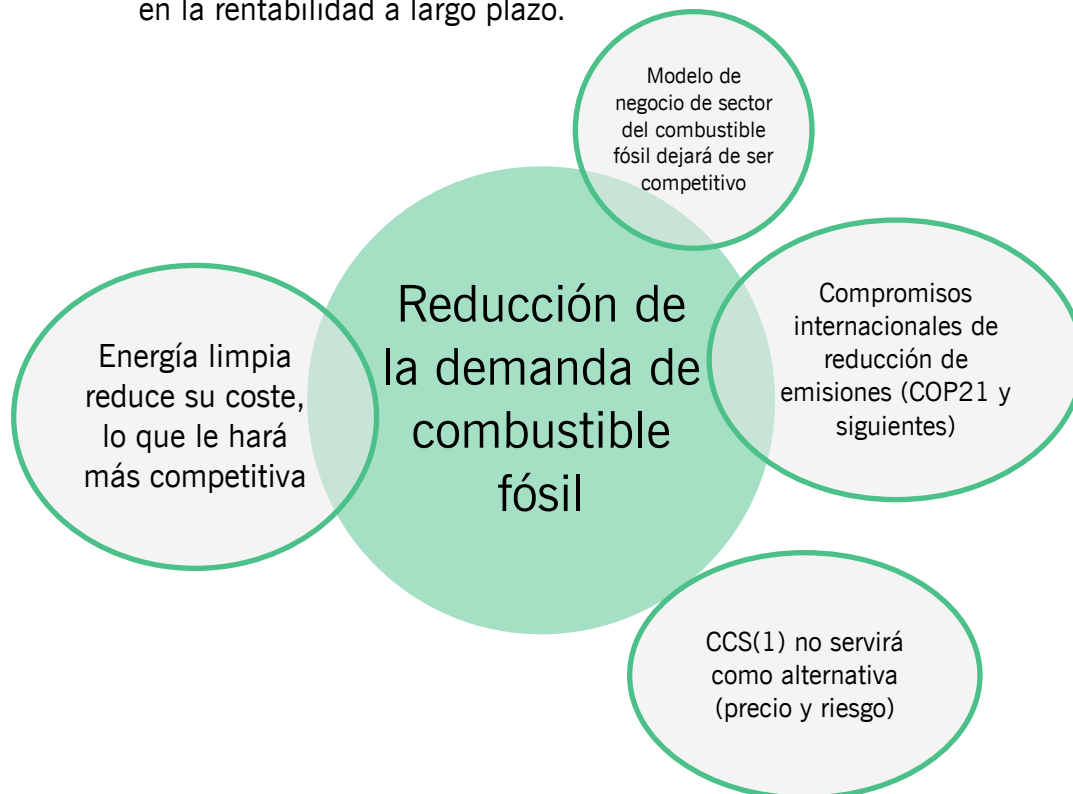 en la rentabilidad a largo plazo.
Modelo de
negocio de sector
del combustible
fósil dejará de ser
competitivo
Compromisos
internacionales de
reducción de
emisiones (COP21 y
siguientes)
Reducción de
la demanda de
combustible
fósil
Energía limpia
reduce su coste,
lo que le hará
más competitiva
CCS(1) no servirá
como alternativa
(precio y riesgo)